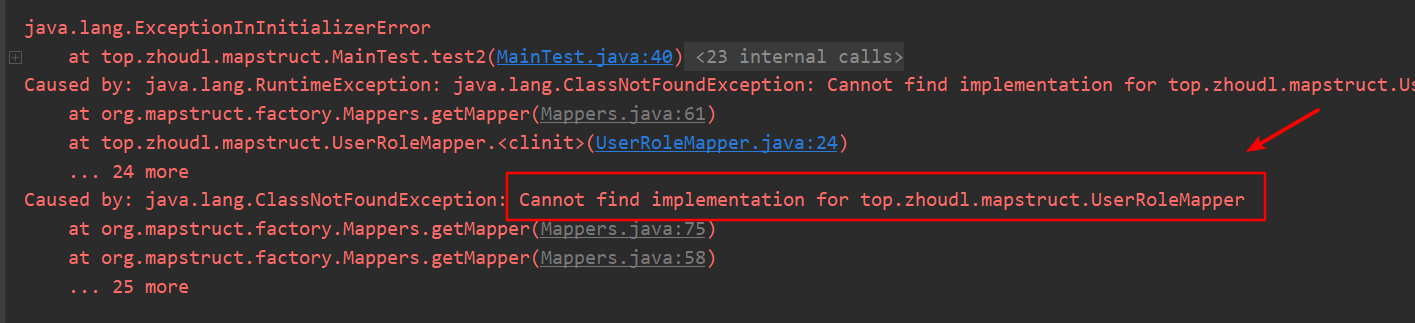 java.lang.ExceptionInInitializerError
at top.zhoudl.mapstruct.MainTest.test2(MainTest.java:40) <23 internal calls>
Caused by: java.lang.RuntimeException: java.lang.ClassNotFoundException: Cannot find implementation for top.zhoudl.mapstruct.Us
at org.mapstruct.factory.Mappers.getMapper(Mappers.java:61)
at top.zhoudl.mapstruct.UserRoleMapper.<clinit>(UserRoleMapper.java:24)
... 24 more
Caused by: java.lang.ClassNotFoundException: Cannot find implementation for top.zhoudl.mapstruct.UserRoleMapper
at org.mapstruct.factory.Mappers.getMapper(Mappers.java:75)
at org.mapstruct.factory.Mappers.getMapper(Mappers.java:58)
... 25 more